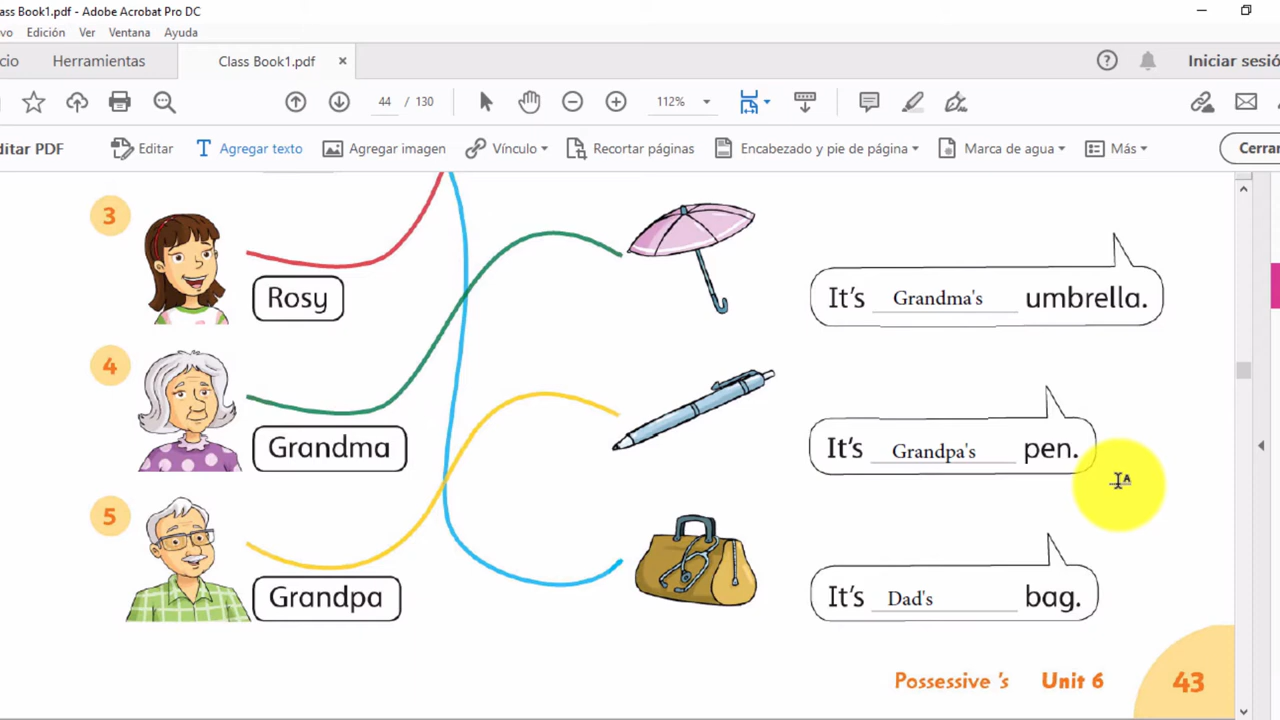 lass Book1.pdf - Adobe Acrobat Pro DC
vo Edición Ver Ventana Ayuda
cio Herramientas Class Book1.pdf × Iniciar sesió
44 / 130 112%
ditar PDF Editar Agregar texto Agregar imagen Vínculo Recortar páginas Encabezado y pie de página Marca de agua Más Cerrar
3
Rosy
It's Grandma's umbrella.
4
Grandma
It's Grandpa's pen.
5
Grandpa
It's Dad's bag.
Possessive 's Unit 6 43